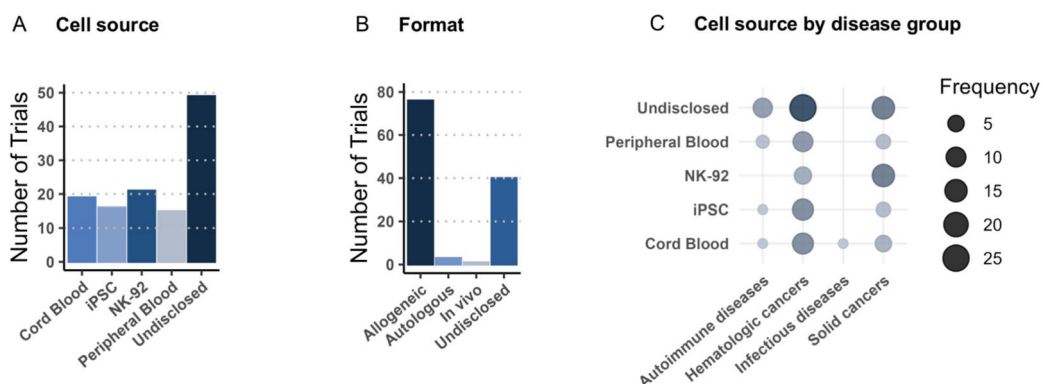 A Cell source
Number of Trials
50
40
30
20
10
0
Cord Blood
iPSC
NK-92
Peripheral Blood
Undisclosed
B Format
Number of Trials
80
60
40
20
0
Allogeneic
Autologous
In vivo
Undisclosed
C Cell source by disease group
Undisclosed
Peripheral Blood
NK-92
iPSC
Cord Blood
Autoimmune diseases
Hematologic cancers
Infectious diseases
Solid cancers
Frequency
5
10
15
20
25